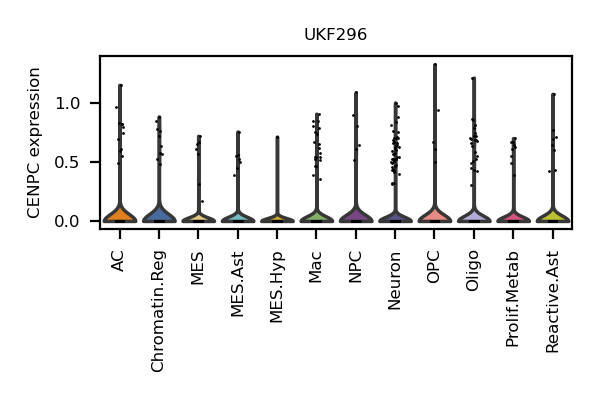 UKF296
CENPC expression
1.0
0.5
0.0
AC
Chromatin.Reg
MES
MES.Ast
MES.Hyp
Mac
NPC
Neuron
OPC
Oligo
Prolif.Metab
Reactive.Ast